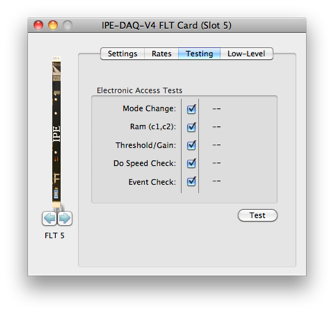 IPE-DAQ-V4 FLT Card (Slot 5)
Settings Rates Testing Low-Level
Electronic Access Tests
Mode Change: --
Ram (c1,c2): --
Threshold/Gain: --
Do Speed Check: --
Event Check: --
Test
IPE
F
FLT 5